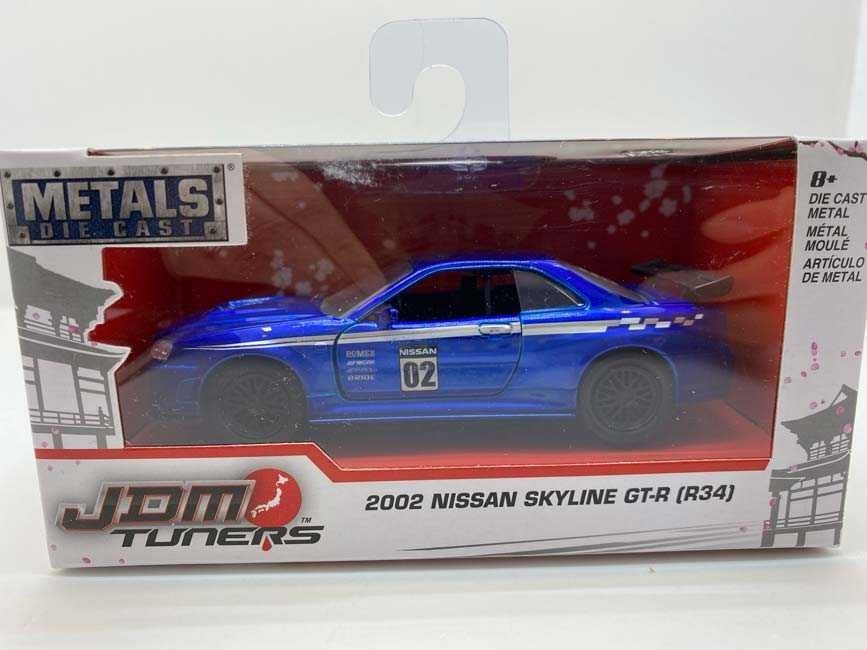 METALS
DIE CAST
®
8+
DIE CAST
METAL
MÉTAL
MOULÉ
ARTÍCULO
DE METAL
NISSAN
02
JDM
TUNERS
™
2002 NISSAN SKYLINE GT-R (R34)